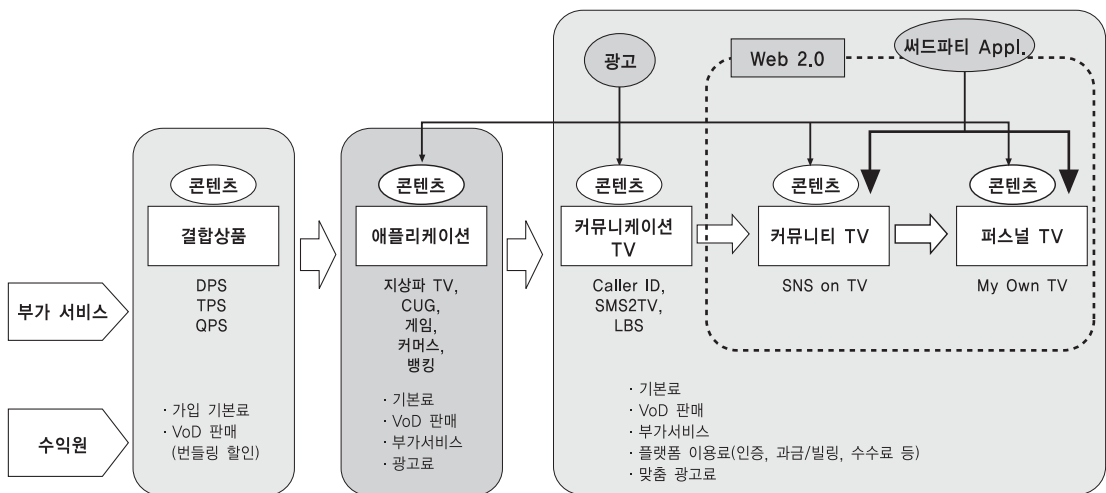 광고
Web 2.0
써드파티 Appl.
콘텐츠
콘텐츠
콘텐츠
콘텐츠
콘텐츠
결합상품
애플리케이션
커뮤니케이션
TV
커뮤니티 TV
퍼스널 TV
부가 서비스
DPS
TPS
QPS
지상파 TV,
CUG,
게임,
커머스,
뱅킹
Caller ID,
SMS2TV,
LBS
SNS on TV
My Own TV
수익원
· 가입 기본료
· VoD 판매
(번들링 할인)
· 기본료
· VoD 판매
· 부가서비스
· 광고료
· 기본료
· VoD 판매
· 부가서비스
· 플랫폼 이용료(인증, 과금/빌링, 수수료 등)
· 맞춤 광고료